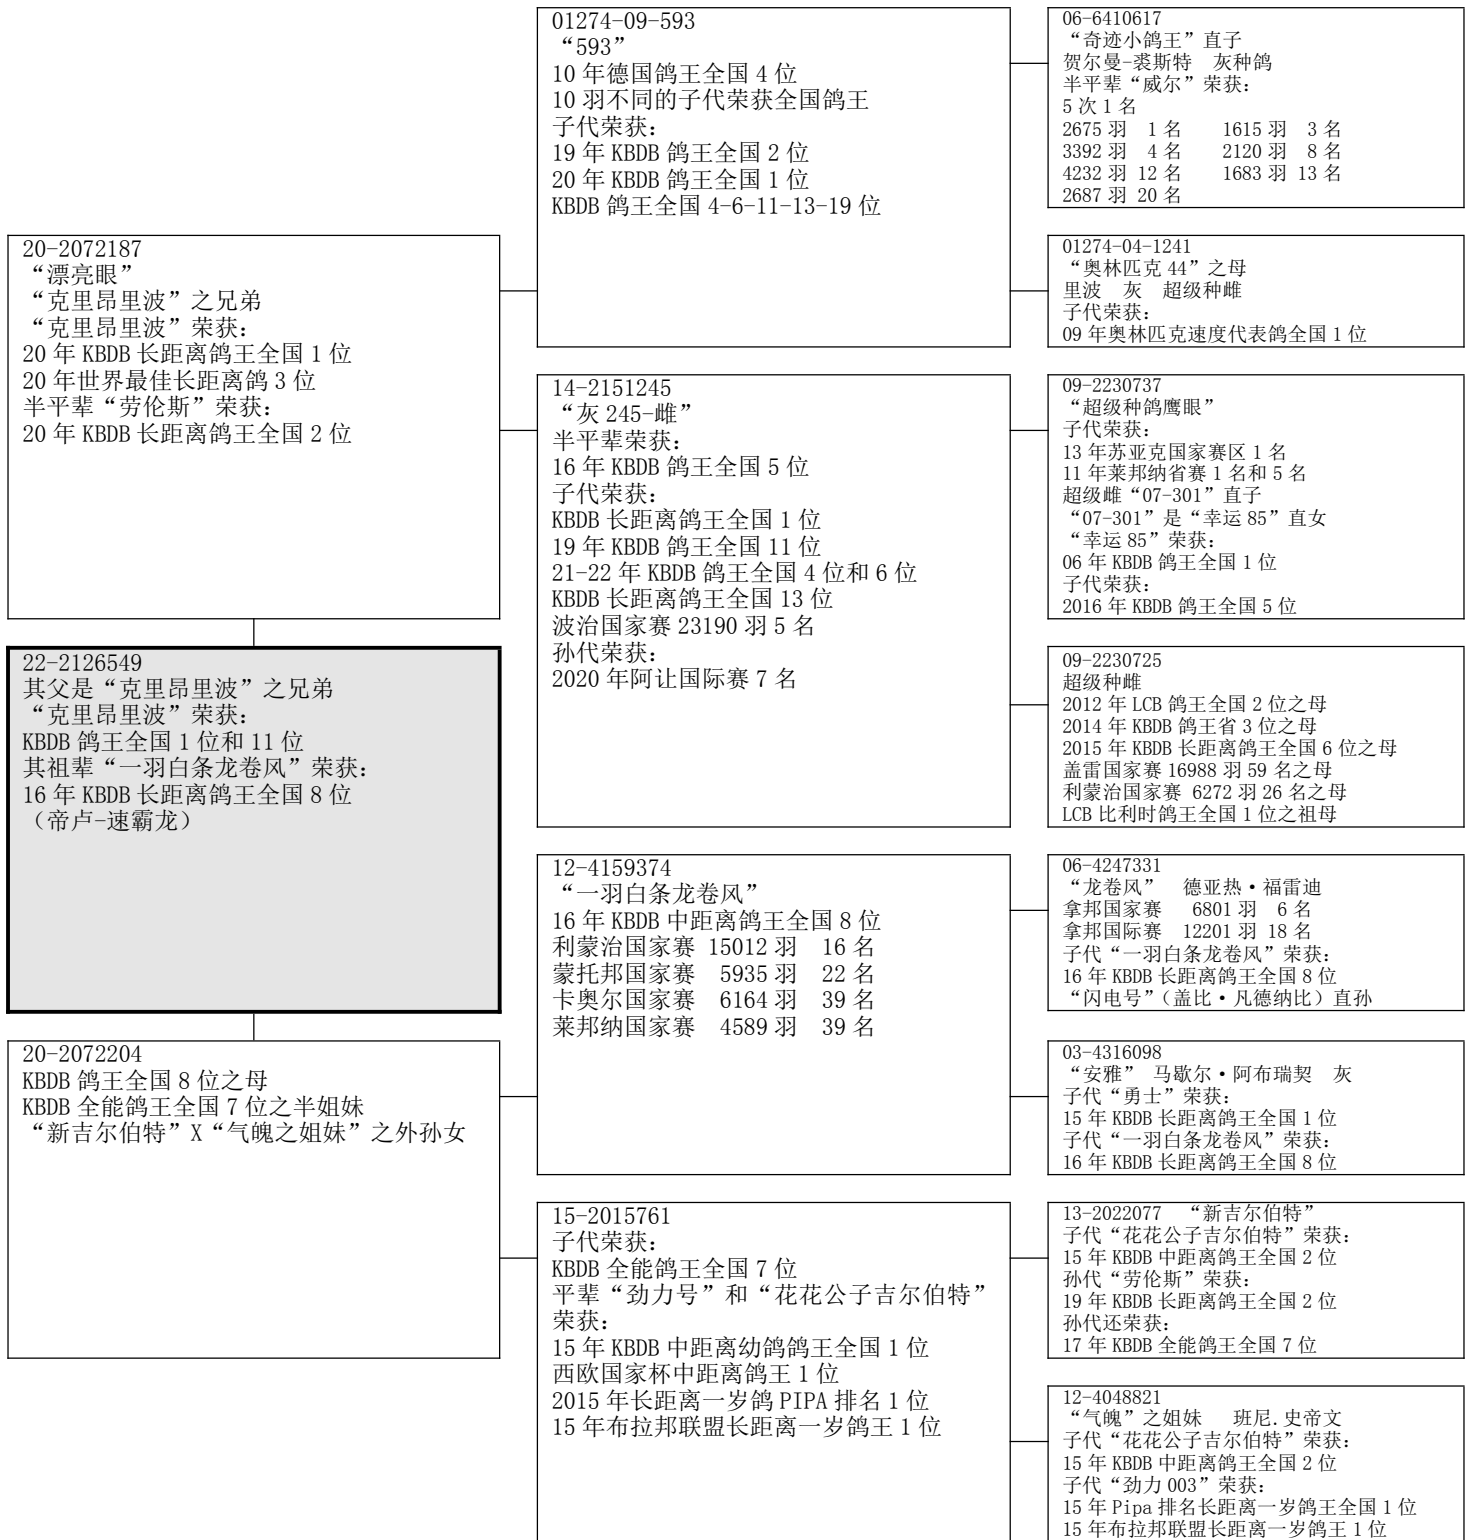 01274-09-593
“593”
10 年德国鸽王全国 4 位
10 羽不同的子代荣获全国鸽王
子代荣获：
19 年 KBDB 鸽王全国 2 位
20 年 KBDB 鸽王全国 1 位
KBDB 鸽王全国 4-6-11-13-19 位
06-6410617
“奇迹小鸽王”直子
贺尔曼-裘斯特 灰种鸽
半平辈“威尔”荣获：
5 次 1 名
2675 羽 1 名 1615 羽 3 名
3392 羽 4 名 2120 羽 8 名
4232 羽 12 名 1683 羽 13 名
2687 羽 20 名
01274-04-1241
“奥林匹克 44”之母
里波 灰 超级种雌
子代荣获：
09 年奥林匹克速度代表鸽全国 1 位
20-2072187
“漂亮眼”
“克里昂里波”之兄弟
“克里昂里波”荣获：
20 年 KBDB 长距离鸽王全国 1 位
20 年世界最佳长距离鸽 3 位
半平辈“劳伦斯”荣获：
20 年 KBDB 长距离鸽王全国 2 位
14-2151245
“灰 245-雌”
半平辈荣获：
16 年 KBDB 鸽王全国 5 位
子代荣获：
KBDB 长距离鸽王全国 1 位
19 年 KBDB 鸽王全国 11 位
21-22 年 KBDB 鸽王全国 4 位和 6 位
KBDB 长距离鸽王全国 13 位
波治国家赛 23190 羽 5 名
孙代荣获：
2020 年阿让国际赛 7 名
09-2230737
“超级种鸽鹰眼”
子代荣获：
13 年苏亚克国家赛区 1 名
11 年莱邦纳省赛 1 名和 5 名
超级雌“07-301”直子
“07-301”是“幸运 85”直女
“幸运 85”荣获：
06 年 KBDB 鸽王全国 1 位
子代荣获：
2016 年 KBDB 鸽王全国 5 位
09-2230725
超级种雌
2012 年 LCB 鸽王全国 2 位之母
2014 年 KBDB 鸽王省 3 位之母
2015 年 KBDB 长距离鸽王全国 6 位之母
盖雷国家赛 16988 羽 59 名之母
利蒙治国家赛 6272 羽 26 名之母
LCB 比利时鸽王全国 1 位之祖母
22-2126549
其父是“克里昂里波”之兄弟
“克里昂里波”荣获：
KBDB 鸽王全国 1 位和 11 位
其祖辈“一羽白条龙卷风”荣获：
16 年 KBDB 长距离鸽王全国 8 位
（帝卢-速霸龙）
12-4159374
“一羽白条龙卷风”
16 年 KBDB 中距离鸽王全国 8 位
利蒙治国家赛 15012 羽 16 名
蒙托邦国家赛 5935 羽 22 名
卡奥尔国家赛 6164 羽 39 名
莱邦纳国家赛 4589 羽 39 名
06-4247331
“龙卷风” 德亚热·福雷迪
拿邦国家赛 6801 羽 6 名
拿邦国际赛 12201 羽 18 名
子代“一羽白条龙卷风”荣获：
16 年 KBDB 长距离鸽王全国 8 位
“闪电号”（盖比·凡德纳比）直孙
03-4316098
“安雅” 马歇尔·阿布瑞契 灰
子代“勇士”荣获：
15 年 KBDB 长距离鸽王全国 1 位
子代“一羽白条龙卷风”荣获：
16 年 KBDB 长距离鸽王全国 8 位
20-2072204
KBDB 鸽王全国 8 位之母
KBDB 全能鸽王全国 7 位之半姐妹
“新吉尔伯特”X“气魄之姐妹”之外孙女
15-2015761
子代荣获：
KBDB 全能鸽王全国 7 位
平辈“劲力号”和“花花公子吉尔伯特”
荣获：
15 年 KBDB 中距离幼鸽鸽王全国 1 位
西欧国家杯中距离鸽王 1 位
2015 年长距离一岁鸽 PIPA 排名 1 位
15 年布拉邦联盟长距离一岁鸽王 1 位
13-2022077 “新吉尔伯特”
子代“花花公子吉尔伯特”荣获：
15 年 KBDB 中距离鸽王全国 2 位
孙代“劳伦斯”荣获：
19 年 KBDB 长距离鸽王全国 2 位
孙代还荣获：
17 年 KBDB 全能鸽王全国 7 位
12-4048821
“气魄”之姐妹 班尼.史帝文
子代“花花公子吉尔伯特”荣获：
15 年 KBDB 中距离鸽王全国 2 位
子代“劲力 003”荣获：
15 年 Pipa 排名长距离一岁鸽王全国 1 位
15 年布拉邦联盟长距离一岁鸽王 1 位